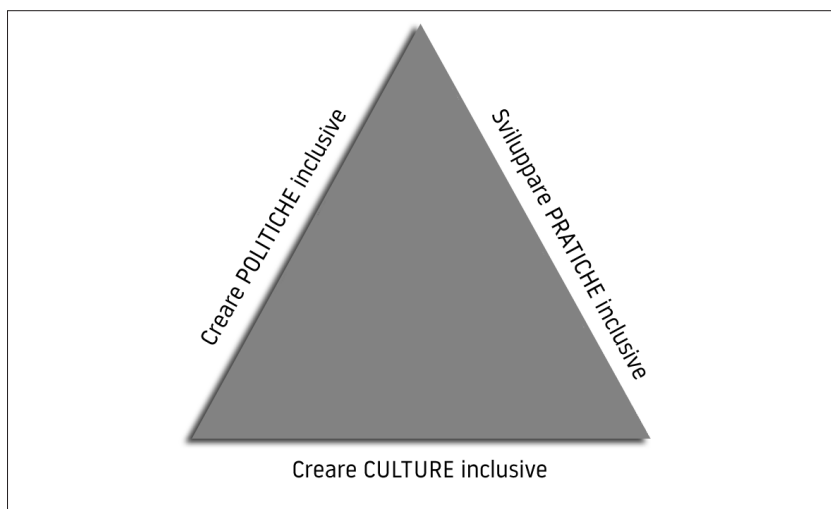 Creare POLITICHE inclusive
Sviluppare PRATICHE inclusive
Creare CULTURE inclusive